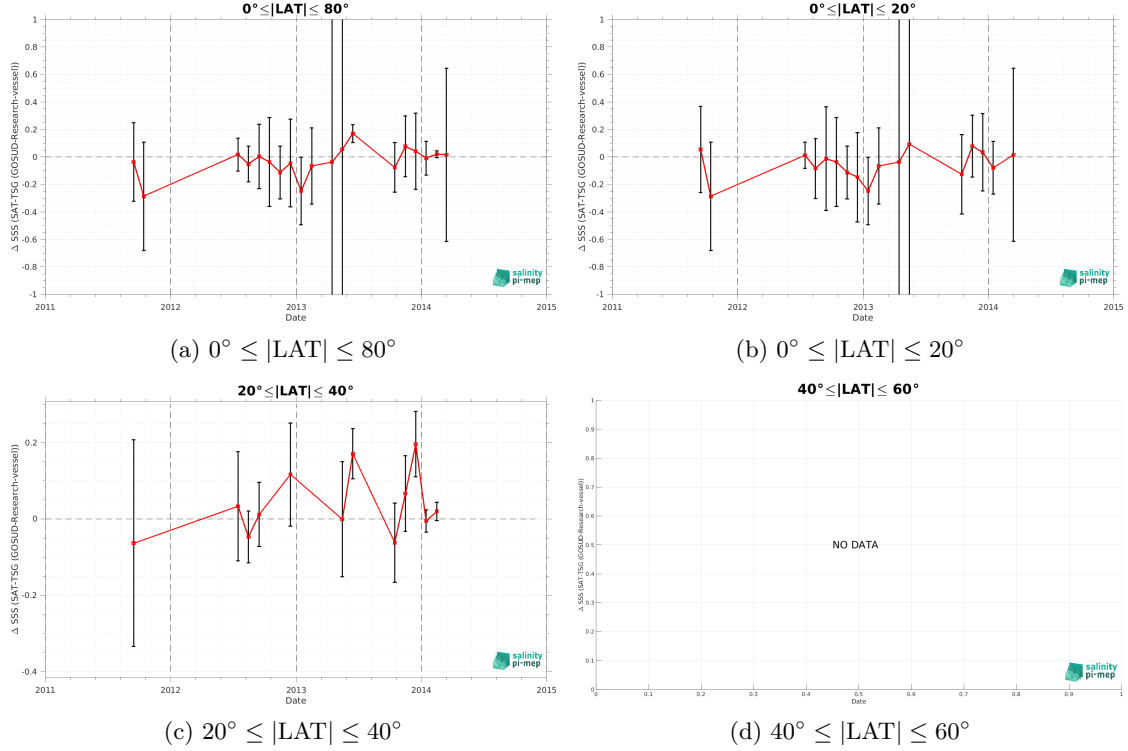 0°≤|LAT|≤ 80°
Δ SSS (SAT-TSG (GOSUD-Research-vessel))
1
0.8
0.6
0.4
0.2
0
-0.2
-0.4
-0.6
-0.8
-1
2011 2012 2013 2014 2015
Date
salinity
pi-mep
(a) 0° ≤ |LAT| ≤ 80°
0°≤|LAT|≤ 20°
Δ SSS (SAT-TSG (GOSUD-Research-vessel))
1
0.8
0.6
0.4
0.2
0
-0.2
-0.4
-0.6
-0.8
-1
2011 2012 2013 2014 2015
Date
salinity
pi-mep
(b) 0° ≤ |LAT| ≤ 20°
20°≤|LAT|≤ 40°
Δ SSS (SAT-TSG (GOSUD-Research-vessel))
0.2
0
-0.2
-0.4
2011 2012 2013 2014 2015
Date
salinity
pi-mep
(c) 20° ≤ |LAT| ≤ 40°
40°≤|LAT|≤ 60°
Δ SSS (SAT-TSG (GOSUD-Research-vessel))
1
0.9
0.8
0.7
0.6
0.5
0.4
0.3
0.2
0.1
0
NO DATA
0 0.1 0.2 0.3 0.4 0.5 0.6 0.7 0.8 0.9 1
Date
salinity
pi-mep
(d) 40° ≤ |LAT| ≤ 60°